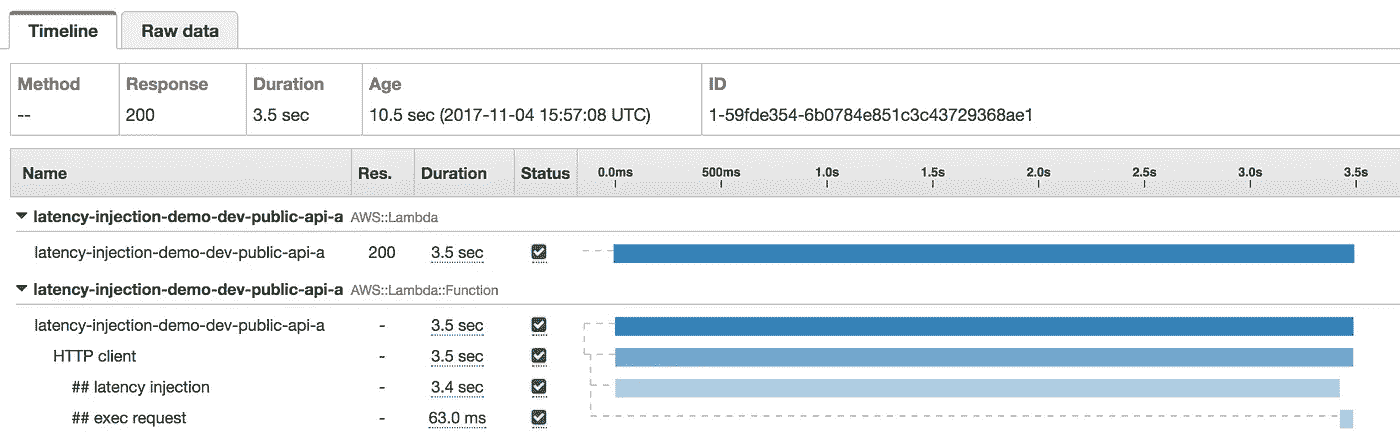 Timeline Raw data
Method Response Duration Age ID
-- 200 3.5 sec 10.5 sec (2017-11-04 15:57:08 UTC) 1-59fde354-6b0784e851c3c43729368ae1
Name Res. Duration Status 0.0ms 500ms 1.0s 1.5s 2.0s 2.5s 3.0s 3.5s
latency-injection-demo-dev-public-api-a AWS::Lambda
latency-injection-demo-dev-public-api-a 200 3.5 sec
latency-injection-demo-dev-public-api-a AWS::Lambda::Function
latency-injection-demo-dev-public-api-a - 3.5 sec
HTTP client - 3.5 sec
## latency injection - 3.4 sec
## exec request - 63.0 ms